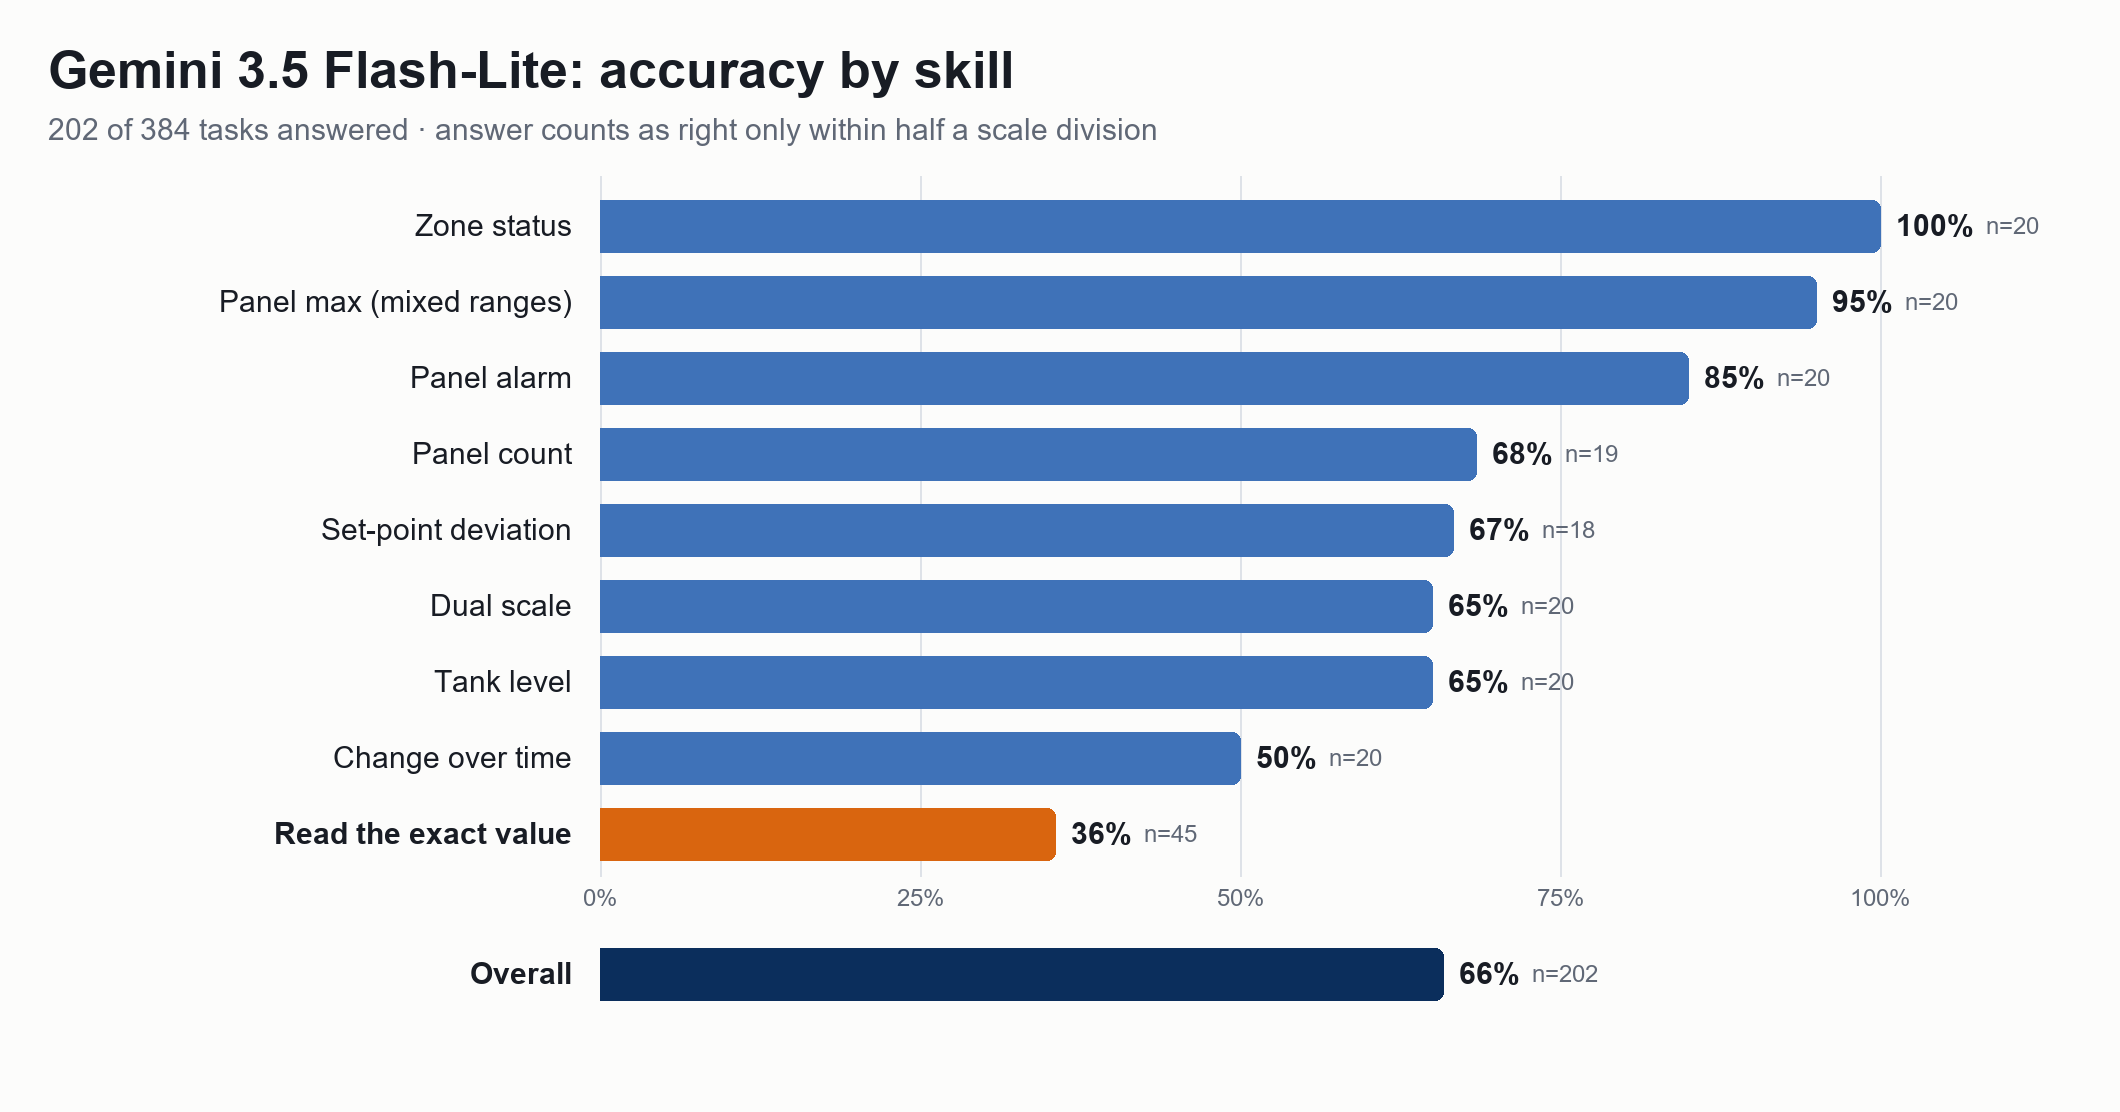 Gemini 3.5 Flash-Lite: accuracy by skill
202 of 384 tasks answered · answer counts as right only within half a scale division
Zone status 100% n=20
Panel max (mixed ranges) 95% n=20
Panel alarm 85% n=20
Panel count 68% n=19
Set-point deviation 67% n=18
Dual scale 65% n=20
Tank level 65% n=20
Change over time 50% n=20
Read the exact value 36% n=45
0% 25% 50% 75% 100%
Overall 66% n=202